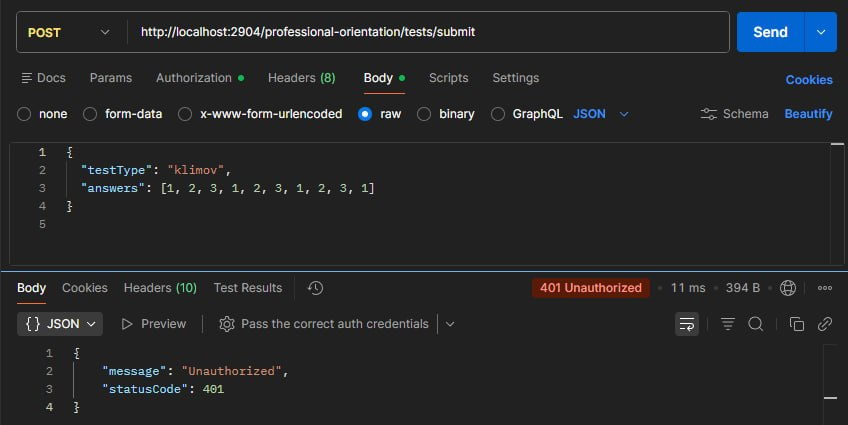 POST http://localhost:2904/professional-orientation/tests/submit Send
Docs Params Authorization Headers (8) Body Scripts Settings Cookies
none form-data x-www-form-urlencoded raw binary GraphQL JSON Schema Beautify
1 {
2 "testType": "klimov",
3 "answers": [1, 2, 3, 1, 2, 3, 1, 2, 3, 1]
4 }
5
Body Cookies Headers (10) Test Results 401 Unauthorized • 11 ms • 394 B •
{} JSON Preview Pass the correct auth credentials
1 {
2 "message": "Unauthorized",
3 "statusCode": 401
4 }